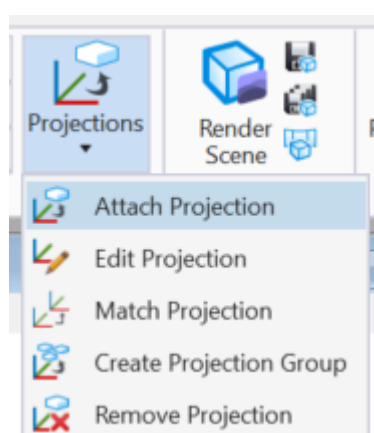 Projections
Render
Scene
Attach Projection
Edit Projection
Match Projection
Create Projection Group
Remove Projection